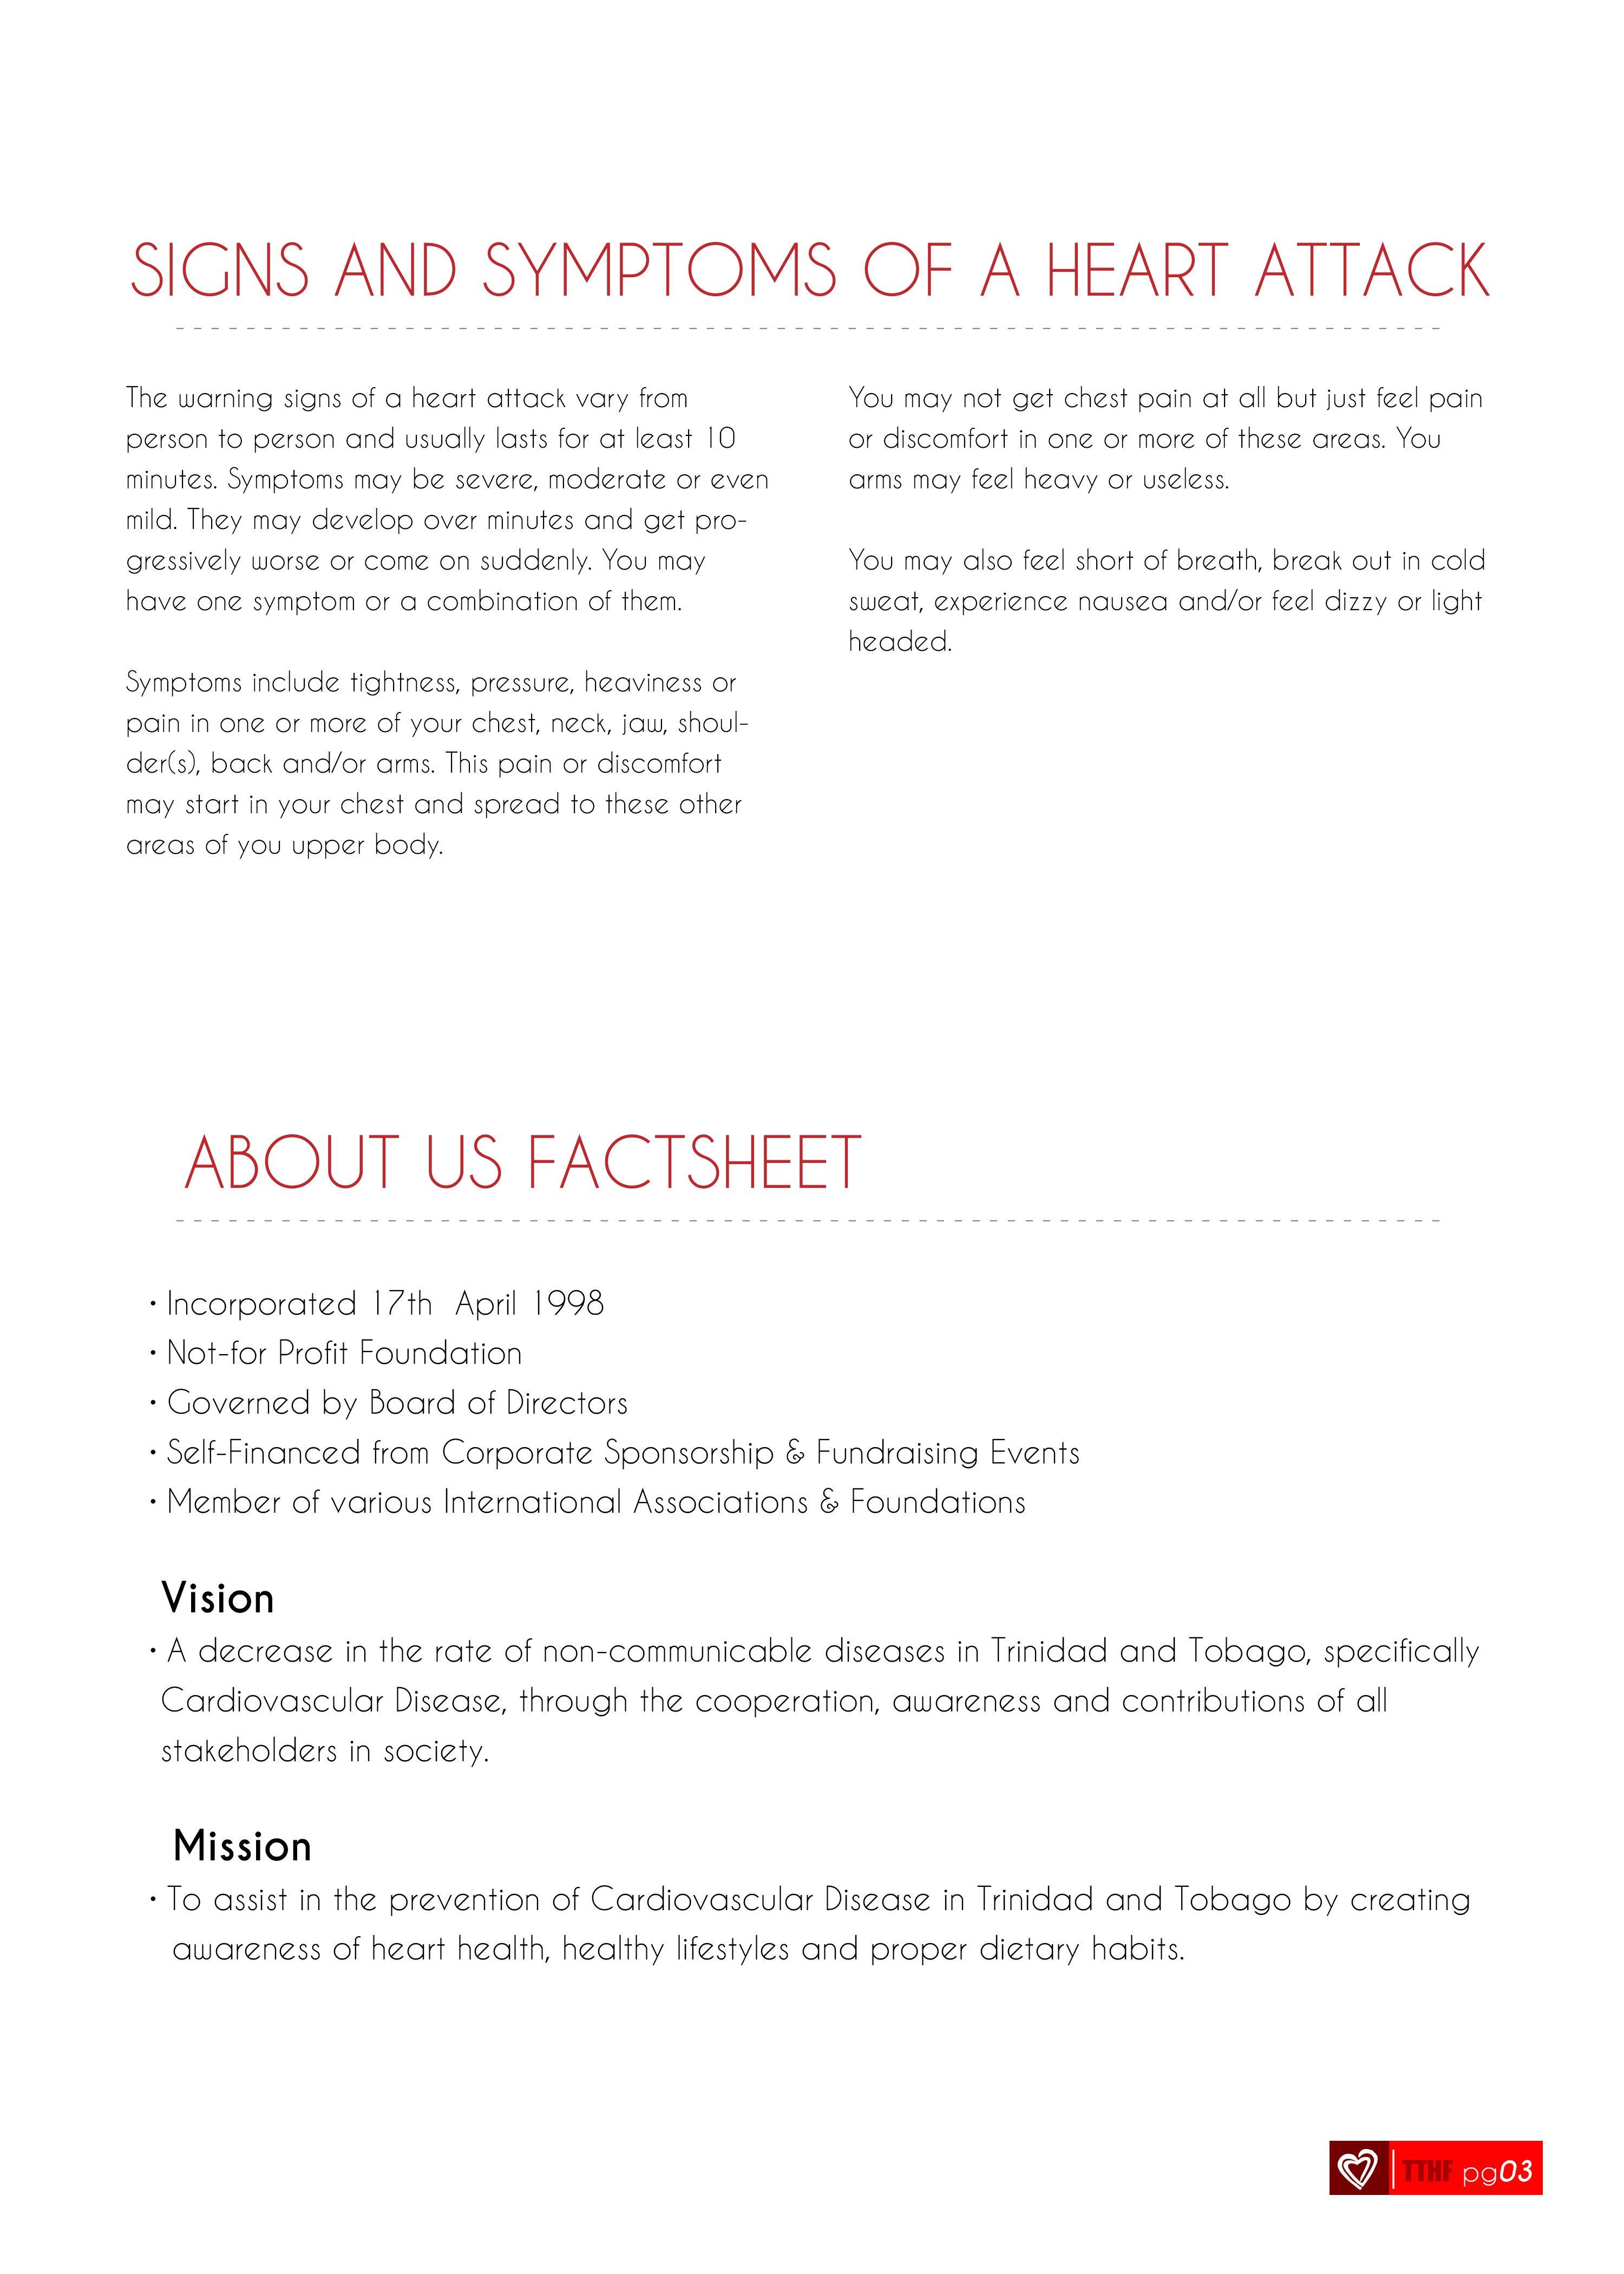 SIGNS AND SYMPTOMS OF A HEART ATTACK
The warning signs of a heart attack vary from
person to person and usually lasts for at least 10
minutes. Symptoms may be severe, moderate or even
mild. They may develop over minutes and get pro-
gressively worse or come on suddenly. You may
have one symptom or a combination of them.
Symptoms include tightness, pressure, heaviness or
pain in one or more of your chest, neck, jaw, shoul-
der(s), back and/or arms. This pain or discomfort
may start in your chest and spread to these other
areas of you upper body.
You may not get chest pain at all but just feel pain
or discomfort in one or more of these areas. You
arms may feel heavy or useless.
You may also feel short of breath, break out in cold
sweat, experience nausea and/or feel dizzy or light
headed.
ABOUT US FACTSHEET
• Incorporated 17th April 1998
• Not-for Profit Foundation
• Governed by Board of Directors
• Self-Financed from Corporate Sponsorship & Fundraising Events
• Member of various International Associations & Foundations
Vision
• A decrease in the rate of non-communicable diseases in Trinidad and Tobago, specifically
Cardiovascular Disease, through the cooperation, awareness and contributions of all
stakeholders in society.
Mission
• To assist in the prevention of Cardiovascular Disease in Trinidad and Tobago by creating
awareness of heart health, healthy lifestyles and proper dietary habits.
TTHF pg03